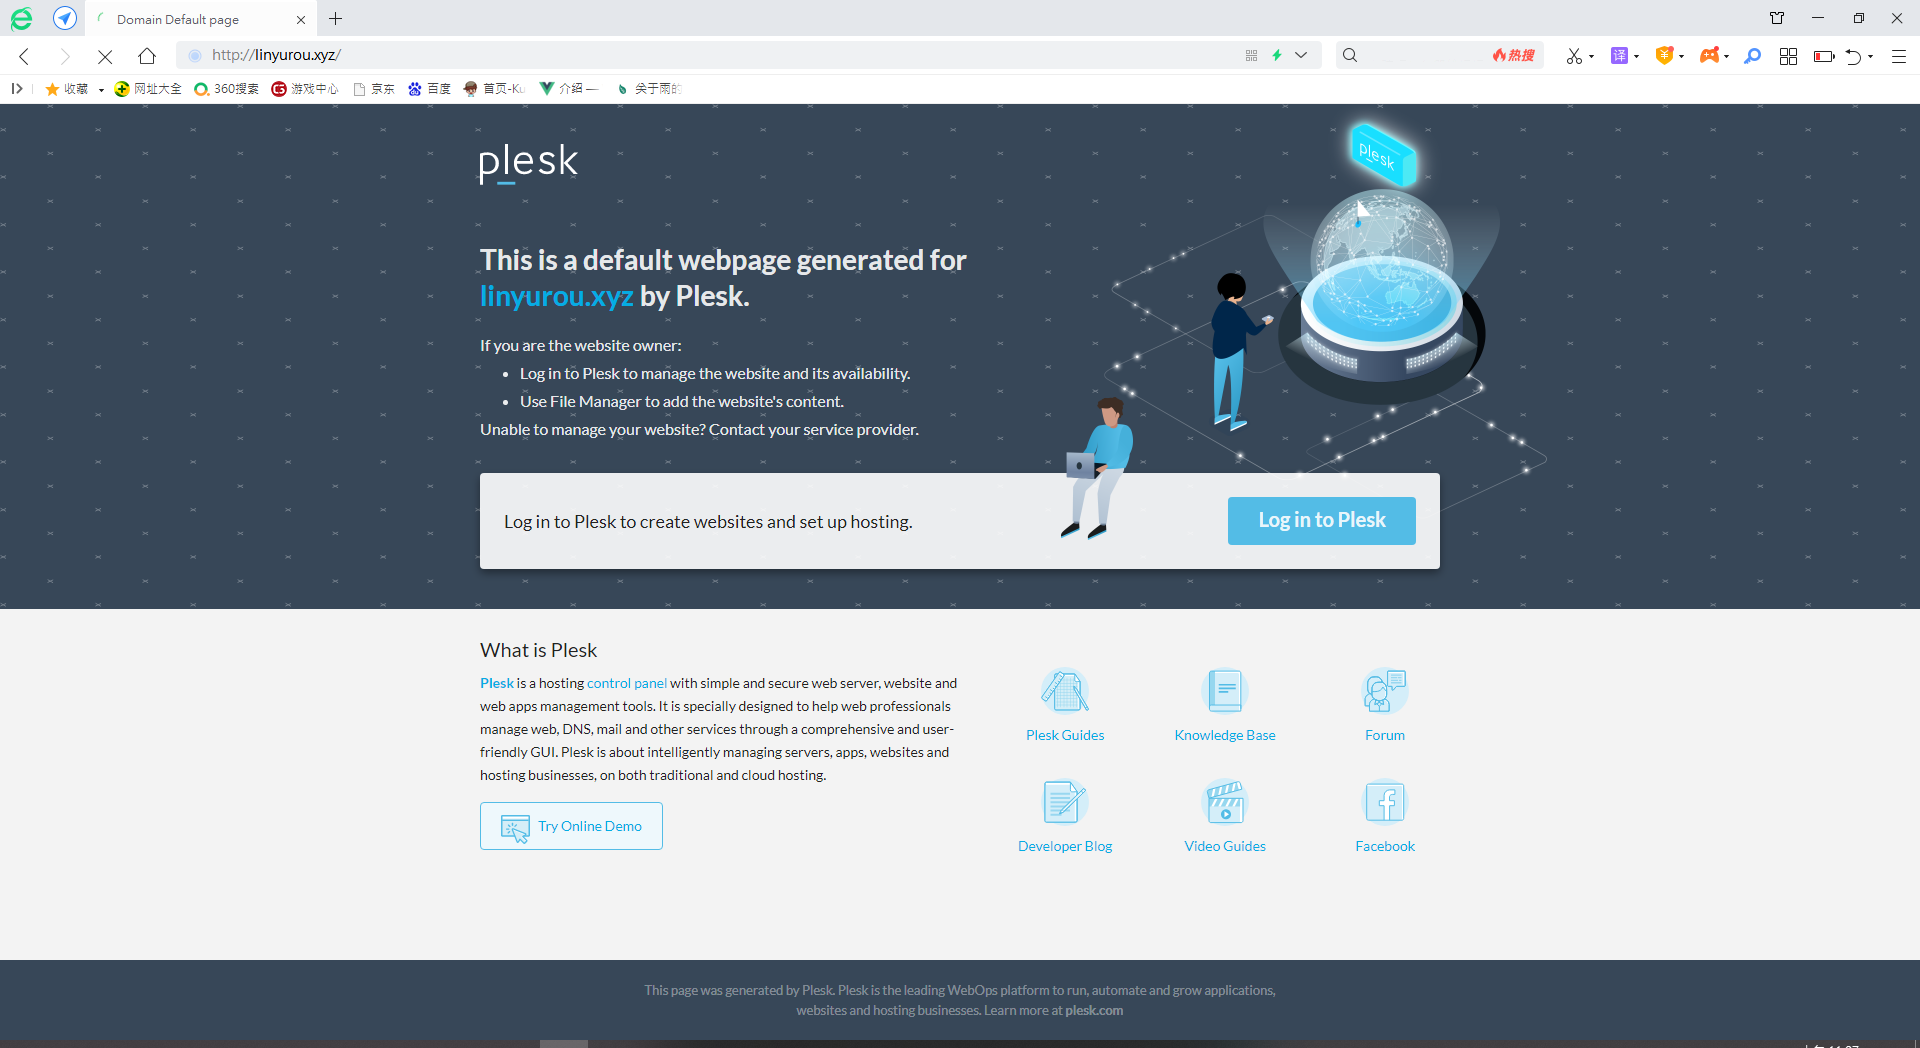 Domain Default page
http://linyurou.xyz/
热搜
译
收藏
网址大全
360搜索
游戏中心
京东
百度
首页-Ku
介绍 —
关于雨的
plesk
plesk
This is a default webpage generated for
linyurou.xyz by Plesk.
If you are the website owner:
• Log in to Plesk to manage the website and its availability.
• Use File Manager to add the website's content.
Unable to manage your website? Contact your service provider.
Log in to Plesk to create websites and set up hosting.
Log in to Plesk
What is Plesk
Plesk is a hosting control panel with simple and secure web server, website and
web apps management tools. It is specially designed to help web professionals
manage web, DNS, mail and other services through a comprehensive and user-
friendly GUI. Plesk is about intelligently managing servers, apps, websites and
hosting businesses, on both traditional and cloud hosting.
Try Online Demo
Plesk Guides
Knowledge Base
Forum
Developer Blog
Video Guides
Facebook
This page was generated by Plesk. Plesk is the leading WebOps platform to run, automate and grow applications,
websites and hosting businesses. Learn more at plesk.com